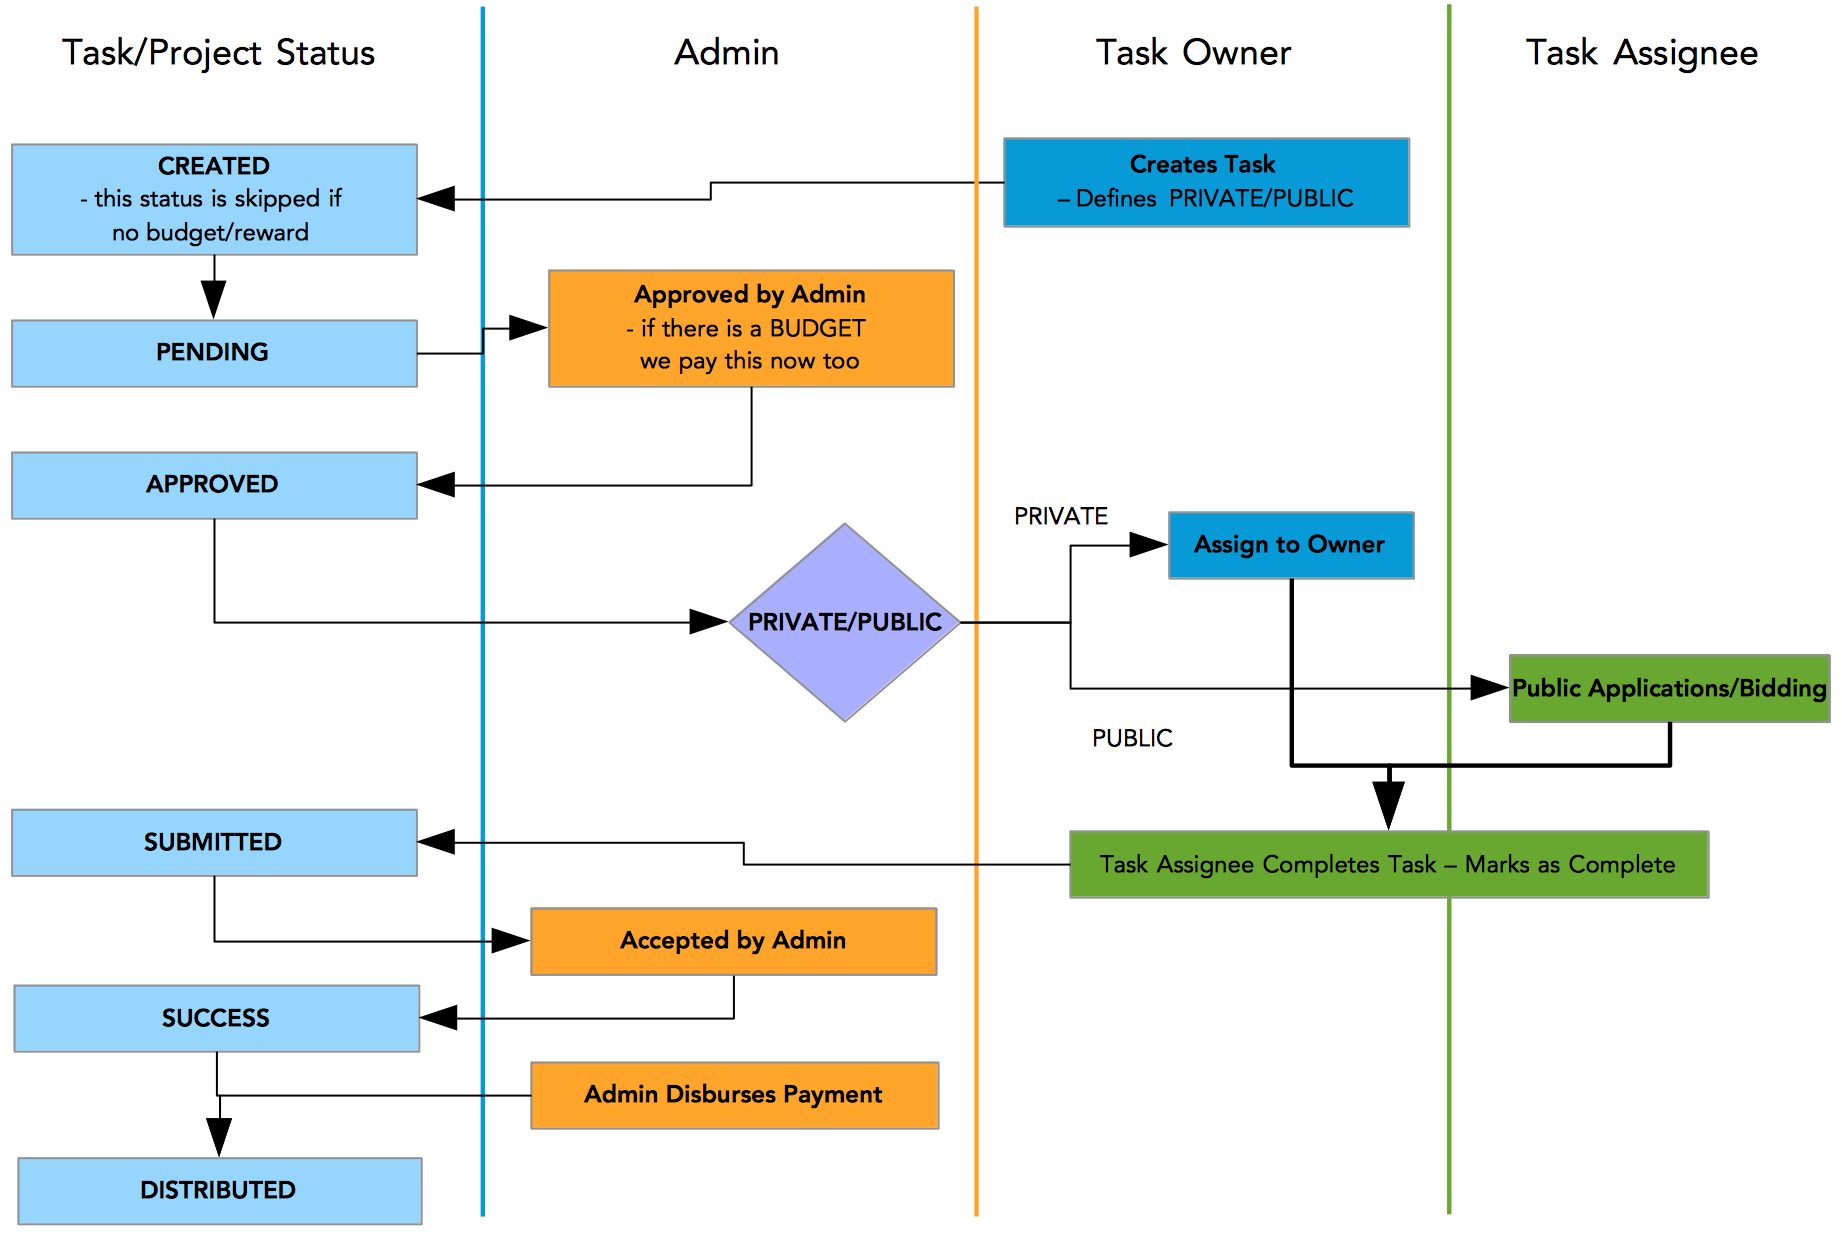 Task/Project Status
Admin
Task Owner
Task Assignee
CREATED
- this status is skipped if
no budget/reward
Creates Task
– Defines PRIVATE/PUBLIC
Approved by Admin
- if there is a BUDGET
we pay this now too
PENDING
APPROVED
PRIVATE
Assign to Owner
PRIVATE/PUBLIC
Public Applications/Bidding
PUBLIC
SUBMITTED
Task Assignee Completes Task – Marks as Complete
Accepted by Admin
SUCCESS
Admin Disburses Payment
DISTRIBUTED